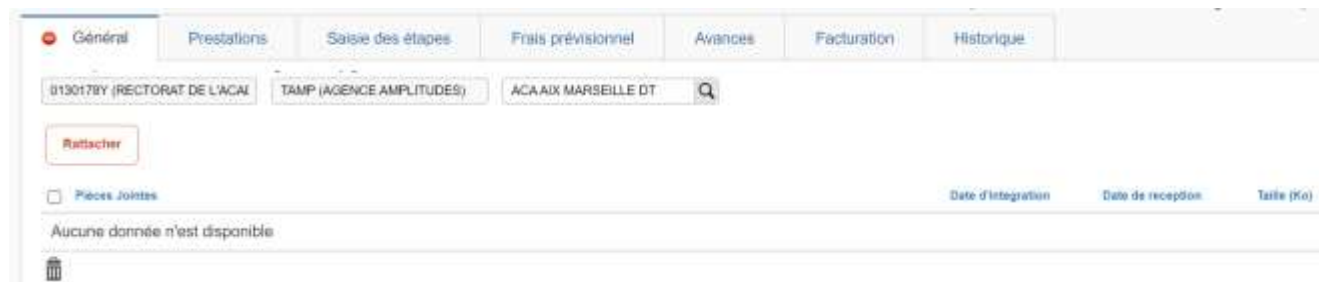 Général Prestations Saisie des étapes Frais prévisionnel Avances Facturation Historique
0130178Y (RECTORAT DE L'ACAI TAMP (AGENCE AMPLITUDES) ACA AIX MARSEILLE DT
Rattacher
Pièces Jointes Date d'integration Date de reception Taille (Ko)
Aucune donnée n'est disponible